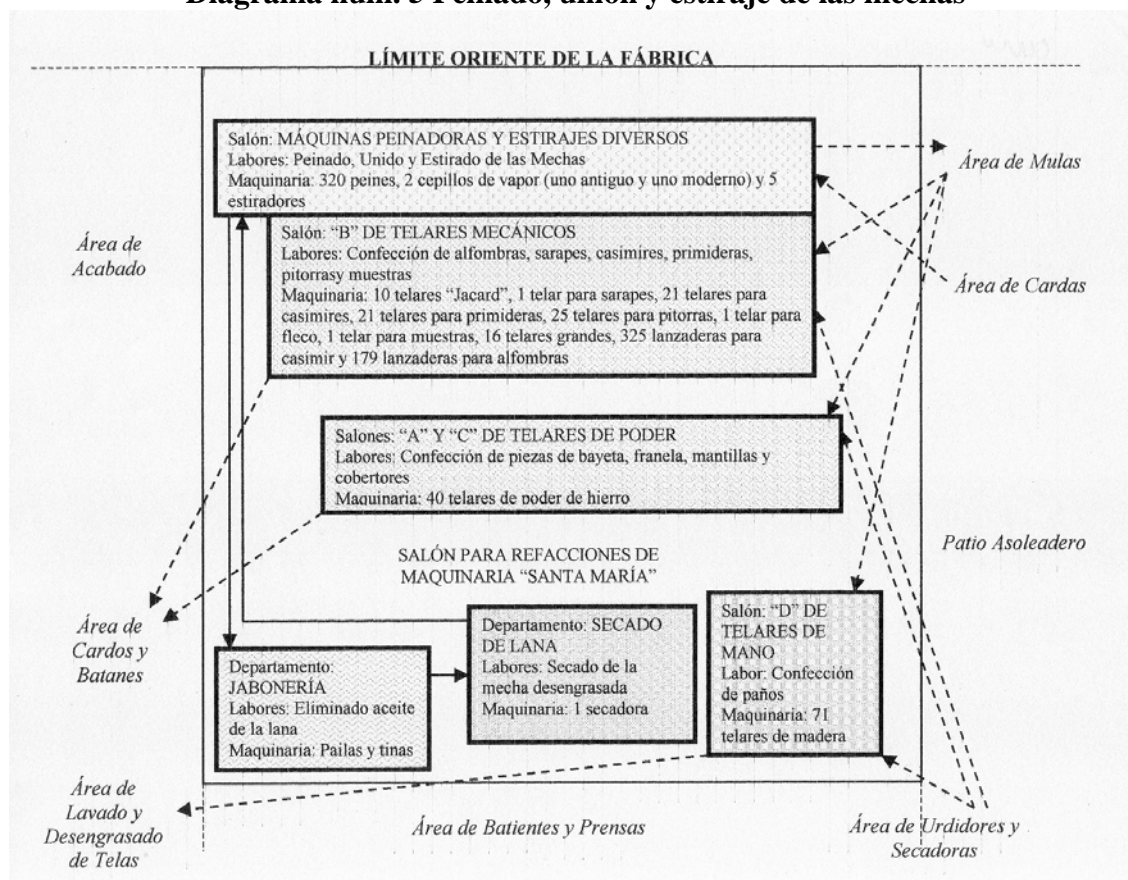 Diagrama núm. 3 Peinado, unión y estiraje de las mechas
LÍMITE ORIENTE DE LA FÁBRICA
Salón: MÁQUINAS PEINADORAS Y ESTIRAJES DIVERSOS
Labores: Peinado, Unido y Estirado de las Mechas
Maquinaria: 320 peines, 2 cepillos de vapor (uno antiguo y uno moderno) y 5
estiradores
Área de Mulas
Área de
Acabado
Salón: “B” DE TELARES MECÁNICOS
Labores: Confección de alfombras, sarapes, casimires, primideras,
pitorrasy muestras
Maquinaria: 10 telares “Jacard”, 1 telar para sarapes, 21 telares para
casimires, 21 telares para primideras, 25 telares para pitorras, 1 telar para
fleco, 1 telar para muestras, 16 telares grandes, 325 lanzaderas para
casimir y 179 lanzaderas para alfombras
Área de Cardas
Salones: “A” Y “C” DE TELARES DE PODER
Labores: Confección de piezas de bayeta, franela, mantillas y
cobertores
Maquinaria: 40 telares de poder de hierro
Patio Asoleadero
SALÓN PARA REFACCIONES DE
MAQUINARIA “SANTA MARÍA”
Área de
Cardos y
Batanes
Departamento:
JABONERÍA
Labores: Eliminado aceite
de la lana
Maquinaria: Pailas y tinas
Departamento: SECADO
DE LANA
Labores: Secado de la
mecha desengrasada
Maquinaria: 1 secadora
Salón: “D” DE
TELARES DE
MANO
Labor: Confección
de paños
Maquinaria: 71
telares de madera
Área de
Lavado y
Desengrasado
de Telas
Área de Batientes y Prensas
Área de Urdidores y
Secadoras